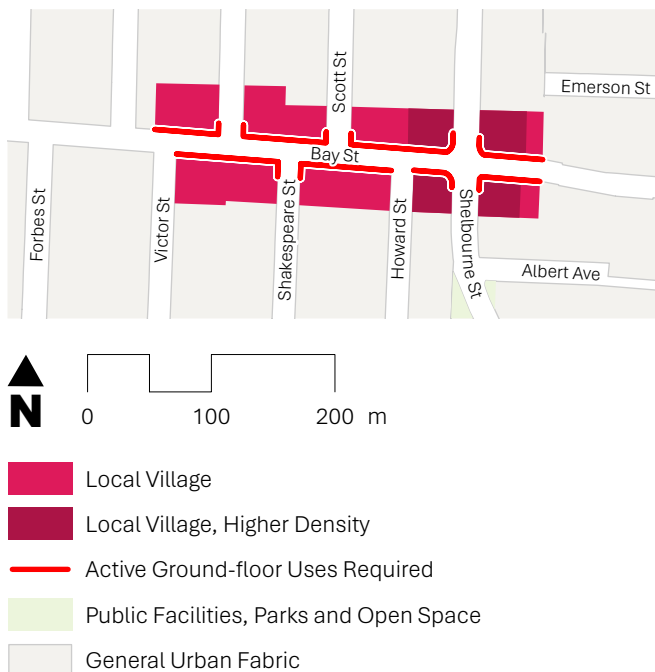 Scott St
Emerson St
Bay St
Forbes St
Victor St
Shakespeare St
Howard St
Shelbourne St
Albert Ave
N
0 100 200 m
Local Village
Local Village, Higher Density
Active Ground-floor Uses Required
Public Facilities, Parks and Open Space
General Urban Fabric